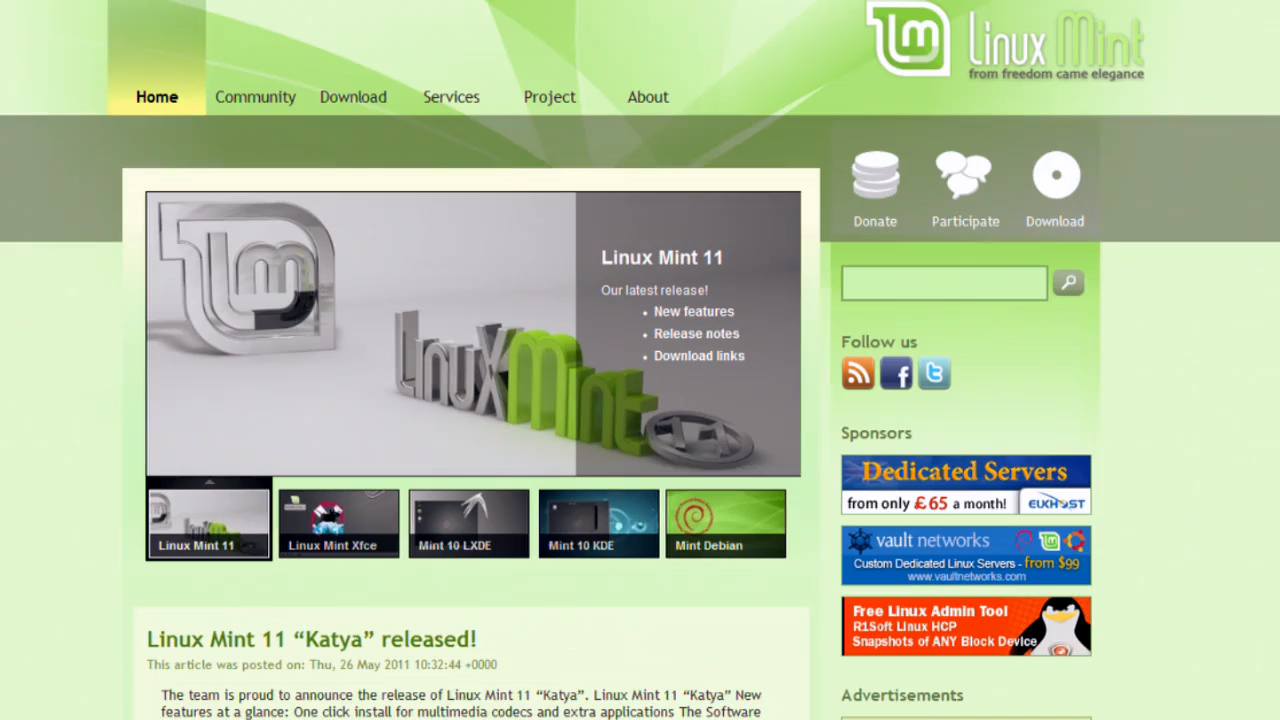 Linux Mint
from freedom came elegance
Home Community Download Services Project About
Donate Participate Download
Linux Mint 11
Our latest release!
New features
Release notes
Download links
LinuxMint
11
Linux Mint 11
Linux Mint Xfce
Mint 10 LXDE
Mint 10 KDE
Mint Debian
Linux Mint 11 “Katya” released!
This article was posted on: Thu, 26 May 2011 10:32:44 +0000
The team is proud to announce the release of Linux Mint 11 “Katya”. Linux Mint 11 “Katya” New
features at a glance: One click install for multimedia codecs and extra applications The Software
Follow us
Sponsors
Dedicated Servers
from only £65 a month! ELKHOST
vault networks
Custom Dedicated Linux Servers - from $99
www.vaultnetworks.com
Free Linux Admin Tool
R1Soft Linux HCP
Snapshots of ANY Block Device
Advertisements